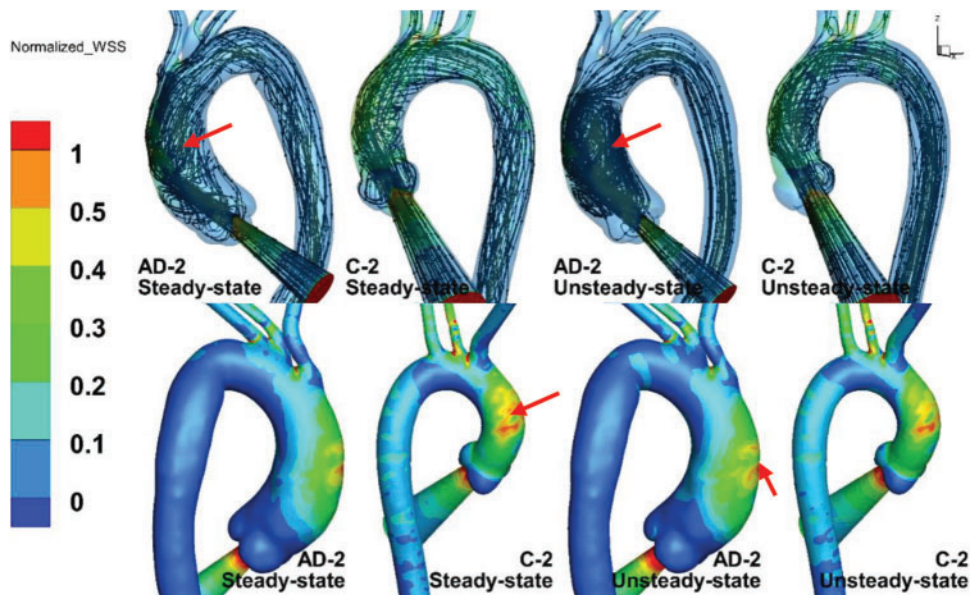 Normalized_WSS
z
x
1
0.5
0.4
0.3
0.2
0.1
0
AD-2
Steady-state
C-2
Steady-state
AD-2
Unsteady-state
C-2
Unsteady-state
AD-2
Steady-state
C-2
Steady-state
AD-2
Unsteady-state
C-2
Unsteady-state